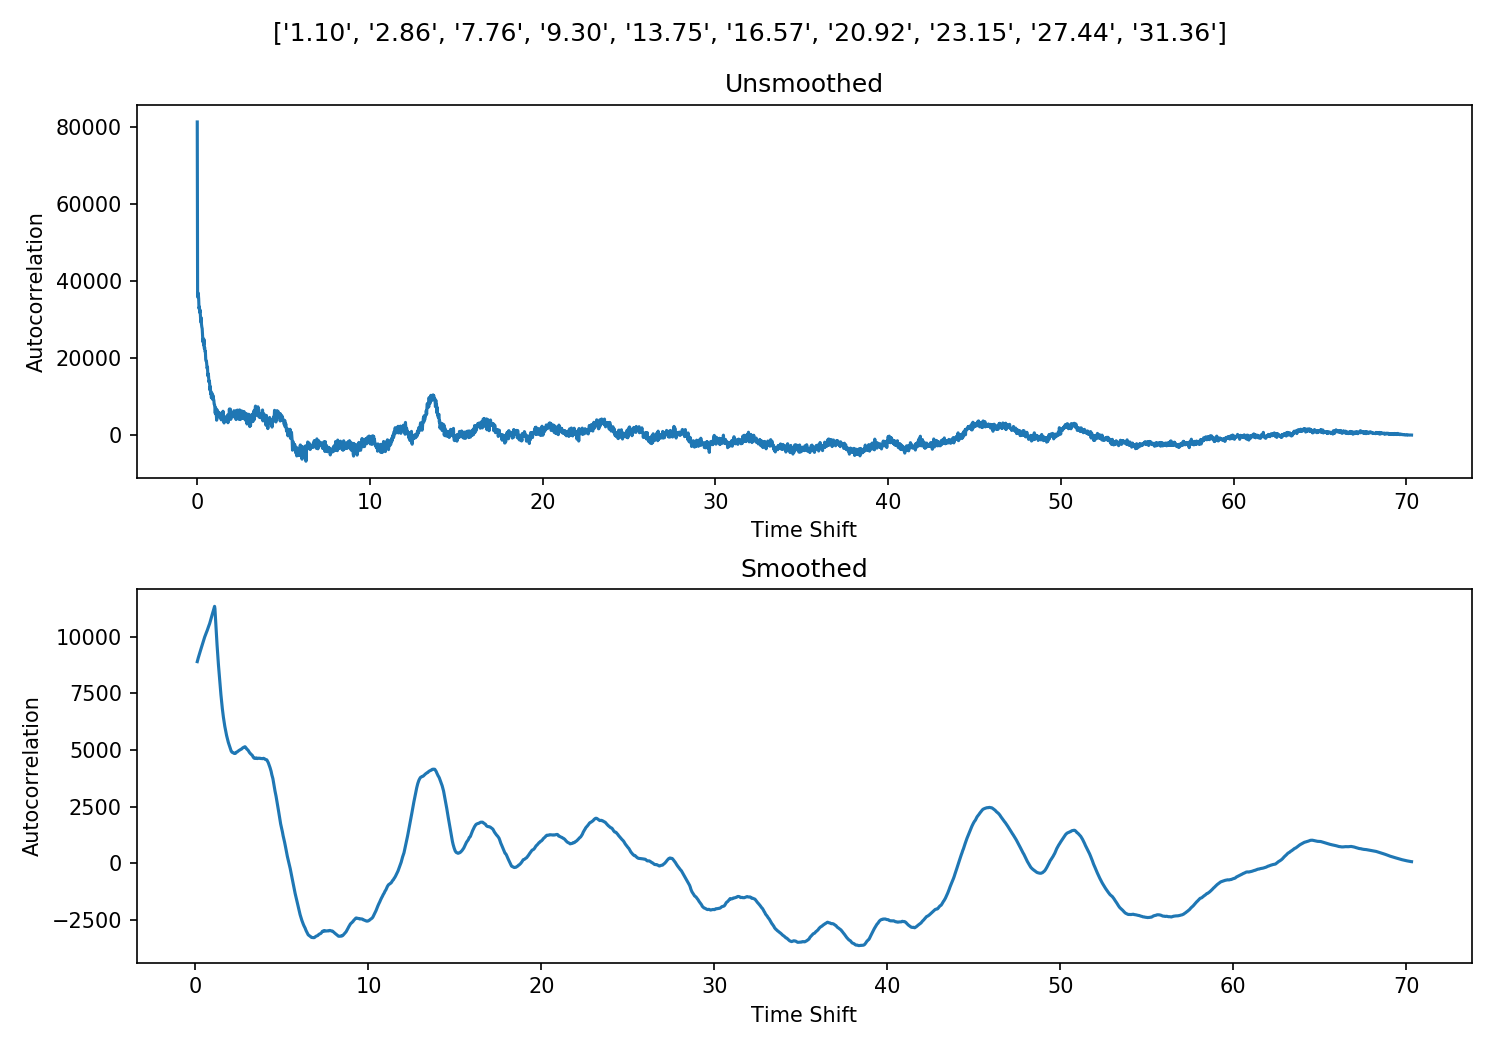 ['1.10', '2.86', '7.76', '9.30', '13.75', '16.57', '20.92', '23.15', '27.44', '31.36']
Unsmoothed
Autocorrelation
80000
60000
40000
20000
0
0 10 20 30 40 50 60 70
Time Shift
Smoothed
Autocorrelation
10000
7500
5000
2500
0
−2500
0 10 20 30 40 50 60 70
Time Shift